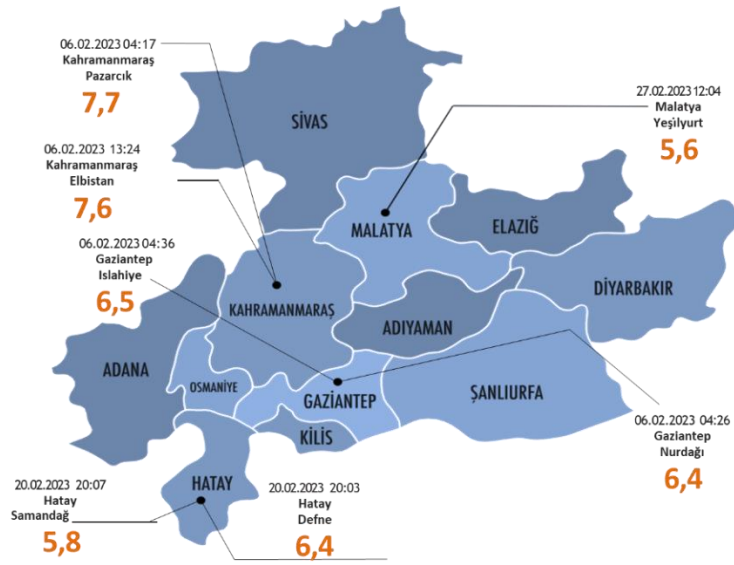 06.02.2023 04:17
Kahramanmaraş
Pazarcık
7,7
27.02.2023 12:04
Malatya
Yeşilyurt
5,6
SİVAS
06.02.2023 13:24
Kahramanmaraş
Elbistan
7,6
MALATYA
ELAZIĞ
06.02.2023 04:36
Gaziantep
Islahiye
6,5
DİYARBAKIR
KAHRAMANMARAŞ
ADIYAMAN
ADANA
OSMANİYE
GAZİANTEP
ŞANLIURFA
KİLİS
06.02.2023 04:26
Gaziantep
Nurdağı
6,4
HATAY
20.02.2023 20:07
Hatay
Samandağ
5,8
20.02.2023 20:03
Hatay
Defne
6,4